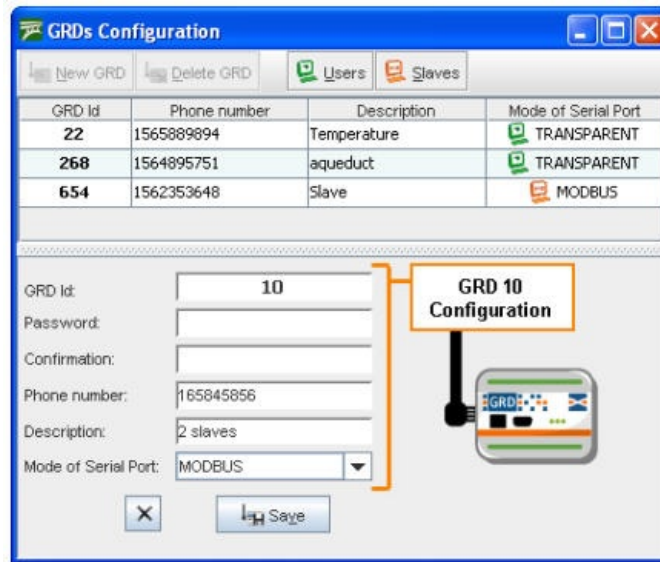 GRDs Configuration
New GRD Delete GRD Users Slaves
GRD Id Phone number Description Mode of Serial Port
22 1565889894 Temperature TRANSPARENT
268 1564895751 aqueduct TRANSPARENT
654 1562353648 Slave MODBUS
GRD Id: 10
Password:
Confirmation:
Phone number: 165845856
Description: 2 slaves
Mode of Serial Port: MODBUS
Save
GRD 10
Configuration
GRD